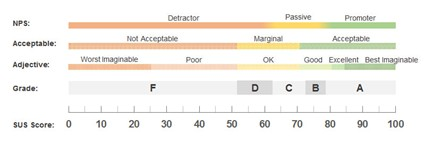 NPS: Detractor Passive Promoter
Acceptable: Not Acceptable Marginal Acceptable
Adjective: Worst Imaginable Poor OK Good Excellent Best Imaginable
Grade: F D C B A
SUS Score: 0 10 20 30 40 50 60 70 80 90 100